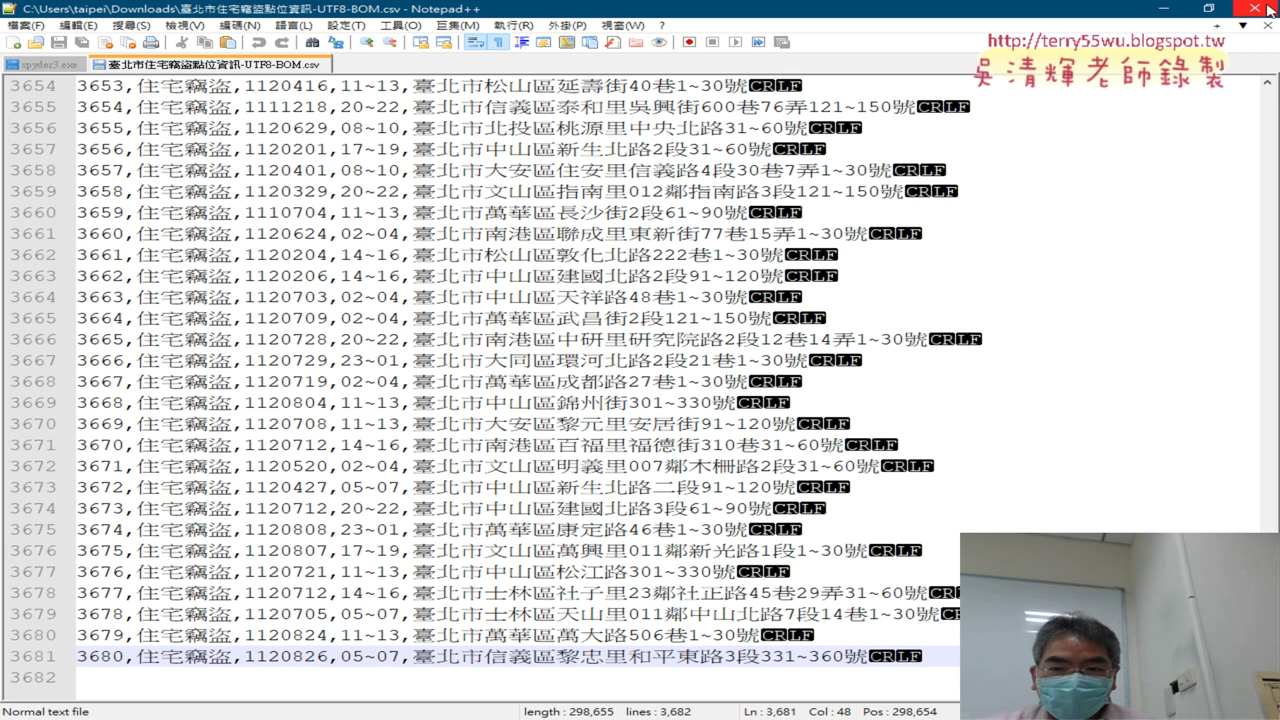 C:\Users\taipei\Downloads\臺北市住宅竊盜點位資訊-UTF8-BOM.csv - Notepad++
檔案(F) 編輯(E) 搜尋(S) 檢視(V) 編碼(N) 語言(L) 設定(T) 工具(O) 巨集(M) 執行(R) 外掛(P) 視窗(W) ?
http://terry55wu.blogspot.tw
吳清輝老師錄製
spyder3.exe 臺北市住宅竊盜點位資訊-UTF8-BOM.csv
3654 3653,住宅竊盜,1120416,11~13,臺北市松山區延壽街40巷1~30號CRLF
3655 3654,住宅竊盜,1111218,20~22,臺北市信義區泰和里吳興街600巷76弄121~150號CRLF
3656 3655,住宅竊盜,1120629,08~10,臺北市北投區桃源里中央北路31~60號CRLF
3657 3656,住宅竊盜,1120201,17~19,臺北市中山區新生北路2段31~60號CRLF
3658 3657,住宅竊盜,1120401,08~10,臺北市大安區住安里信義路4段30巷7弄1~30號CRLF
3659 3658,住宅竊盜,1120329,20~22,臺北市文山區指南里012鄰指南路3段121~150號CRLF
3660 3659,住宅竊盜,1110704,11~13,臺北市萬華區長沙街2段61~90號CRLF
3661 3660,住宅竊盜,1120624,02~04,臺北市南港區聯成里東新街77巷15弄1~30號CRLF
3662 3661,住宅竊盜,1120204,14~16,臺北市松山區敦化北路222巷1~30號CRLF
3663 3662,住宅竊盜,1120206,14~16,臺北市中山區建國北路2段91~120號CRLF
3664 3663,住宅竊盜,1120703,02~04,臺北市中山區天祥路48巷1~30號CRLF
3665 3664,住宅竊盜,1120709,02~04,臺北市萬華區武昌街2段121~150號CRLF
3666 3665,住宅竊盜,1120728,20~22,臺北市南港區中研里研究院路2段12巷14弄1~30號CRLF
3667 3666,住宅竊盜,1120729,23~01,臺北市大同區環河北路2段21巷1~30號CRLF
3668 3667,住宅竊盜,1120719,02~04,臺北市萬華區成都路27巷1~30號CRLF
3669 3668,住宅竊盜,1120804,11~13,臺北市中山區錦州街301~330號CRLF
3670 3669,住宅竊盜,1120708,11~13,臺北市大安區黎元里安居街91~120號CRLF
3671 3670,住宅竊盜,1120712,14~16,臺北市南港區百福里福德街310巷31~60號CRLF
3672 3671,住宅竊盜,1120520,02~04,臺北市文山區明義里007鄰木柵路2段31~60號CRLF
3673 3672,住宅竊盜,1120427,05~07,臺北市中山區新生北路二段91~120號CRLF
3674 3673,住宅竊盜,1120712,20~22,臺北市中山區建國北路3段61~90號CRLF
3675 3674,住宅竊盜,1120808,23~01,臺北市萬華區康定路46巷1~30號CRLF
3676 3675,住宅竊盜,1120807,17~19,臺北市文山區萬興里011鄰新光路1段1~30號CRLF
3677 3676,住宅竊盜,1120721,11~13,臺北市中山區松江路301~330號CRLF
3678 3677,住宅竊盜,1120712,14~16,臺北市士林區社子里23鄰社正路45巷29弄31~60號CR
3679 3678,住宅竊盜,1120705,05~07,臺北市士林區天山里011鄰中山北路7段14巷1~30號
3680 3679,住宅竊盜,1120824,11~13,臺北市萬華區萬大路506巷1~30號CRLF
3681 3680,住宅竊盜,1120826,05~07,臺北市信義區黎忠里和平東路3段331~360號CRLF
3682
Normal text file length : 298,655 lines : 3,682 Ln : 3,681 Col : 48 Pos : 298,654